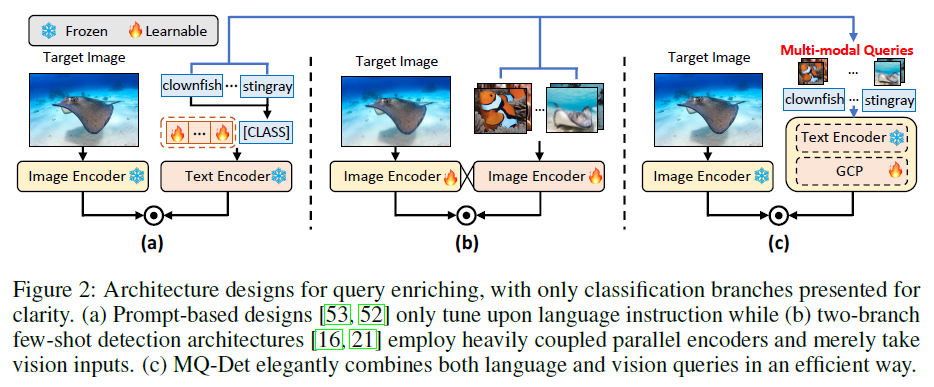 Frozen Learnable
Target Image
clownfish ... stingray
... [CLASS]
Image Encoder
Text Encoder
(a)
Target Image
...
Image Encoder
Image Encoder
(b)
Target Image
Multi-modal Queries
...
clownfish ... stingray
Image Encoder
Text Encoder
GCP
(c)
Figure 2: Architecture designs for query enriching, with only classification branches presented for
clarity. (a) Prompt-based designs [53, 52] only tune upon language instruction while (b) two-branch
few-shot detection architectures [16, 21] employ heavily coupled parallel encoders and merely take
vision inputs. (c) MQ-Det elegantly combines both language and vision queries in an efficient way.